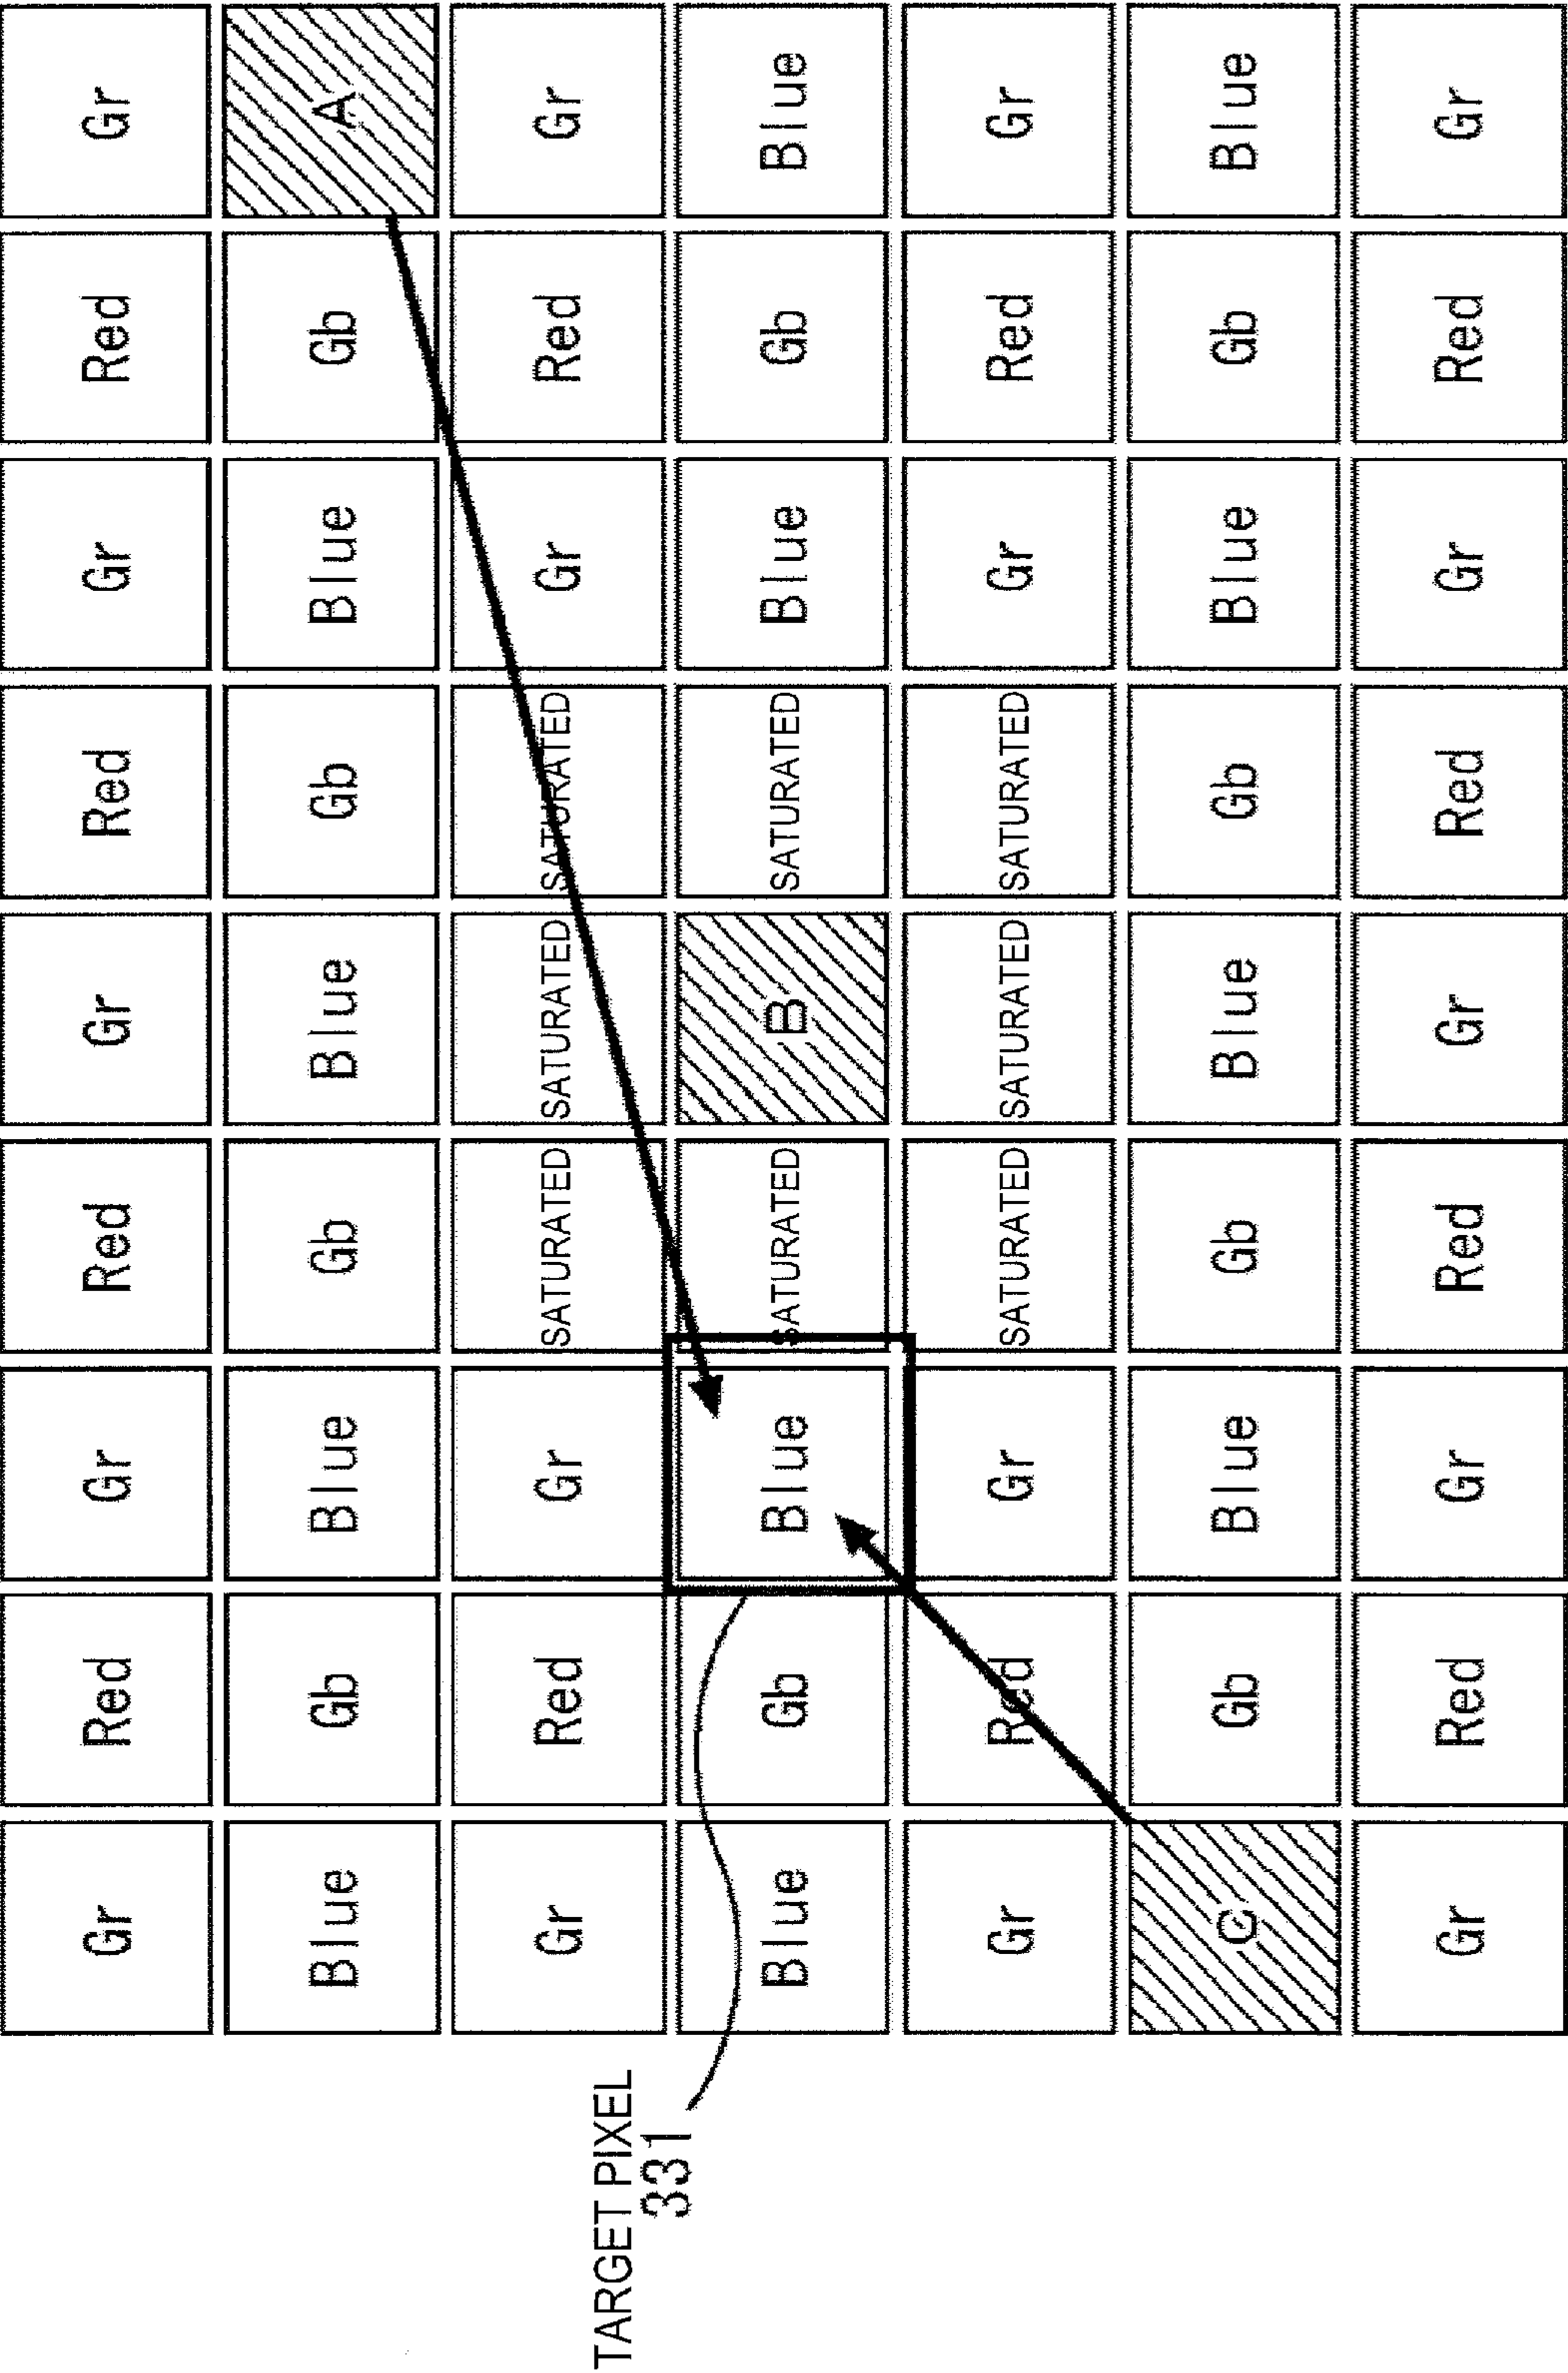 Gr Red Gr Red Gr Red Gr Red Gr
Blue Gb Blue Gb Blue Gb Blue Gb A
Gr Red Gr SATURATED SATURATED SATURATED Gr Red Gr
TARGET PIXEL
331
Blue Gb Blue SATURATED B SATURATED Blue Gb Blue
Gr Red Gr SATURATED SATURATED SATURATED Gr Red Gr
C Gb Blue Gb Blue Gb Blue Gb Blue
Gr Red Gr Red Gr Red Gr Red Gr